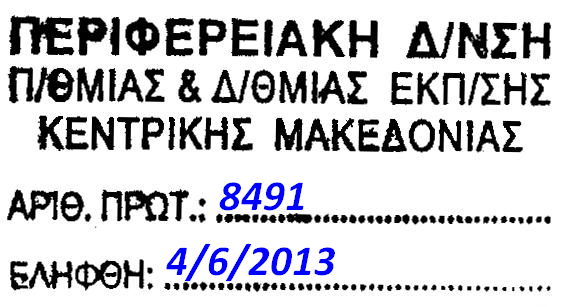 ΠΕΡΙΦΕΡΕΙΑΚΗ Δ/ΝΣΗ
Π/ΘΜΙΑΣ & Δ/ΘΜΙΑΣ ΕΚΠ/ΣΗΣ
ΚΕΝΤΡΙΚΗΣ ΜΑΚΕΔΟΝΙΑΣ
ΑΡΙΘ. ΠΡΩΤ.: 8491
ΕΛΗΦΘΗ: 4/6/2013